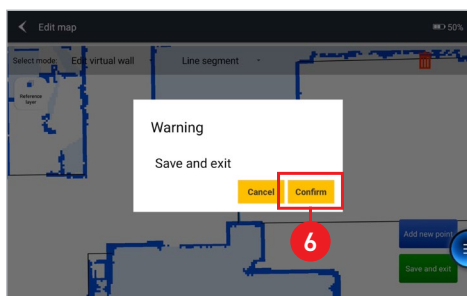 Edit map
50%
Select mode: Edit virtual wall Line segment
Reference
layer
Warning
Save and exit
Cancel Confirm
6
Add new point
Save and exit